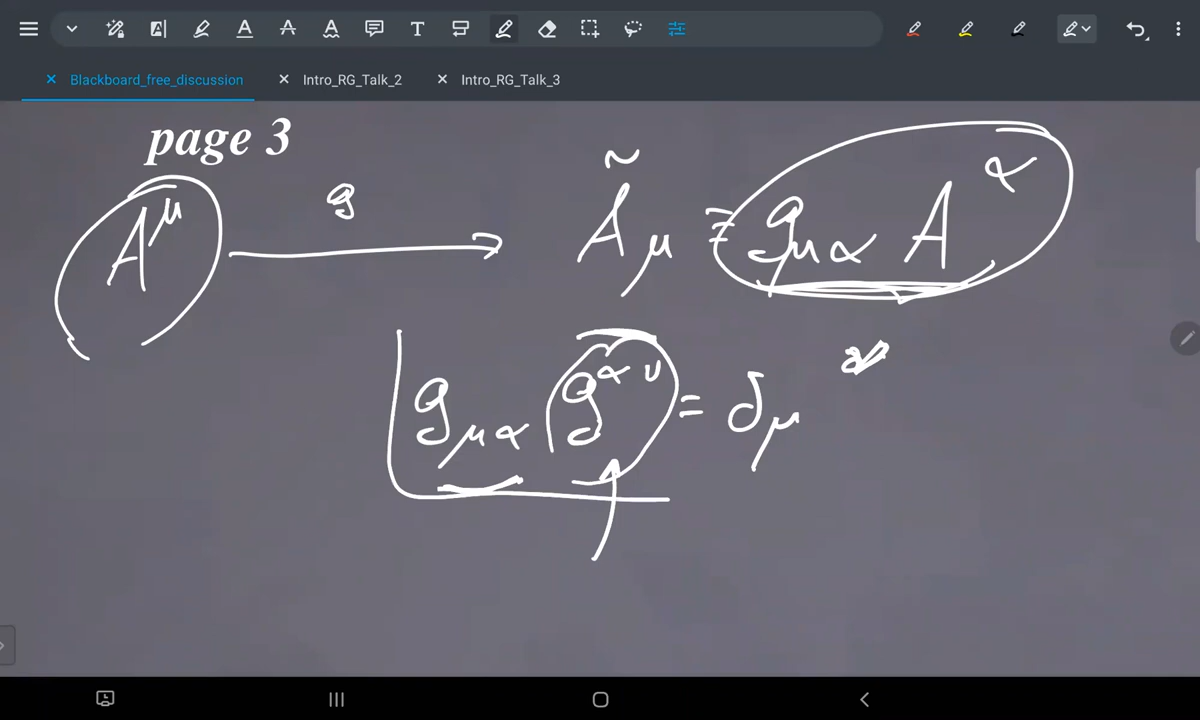 Blackboard_free_discussion Intro_RG_Talk_2 Intro_RG_Talk_3
page 3
A^μ g → Ã_μ ≡ g_μα A^α
g_μα g^αν = δ_μ